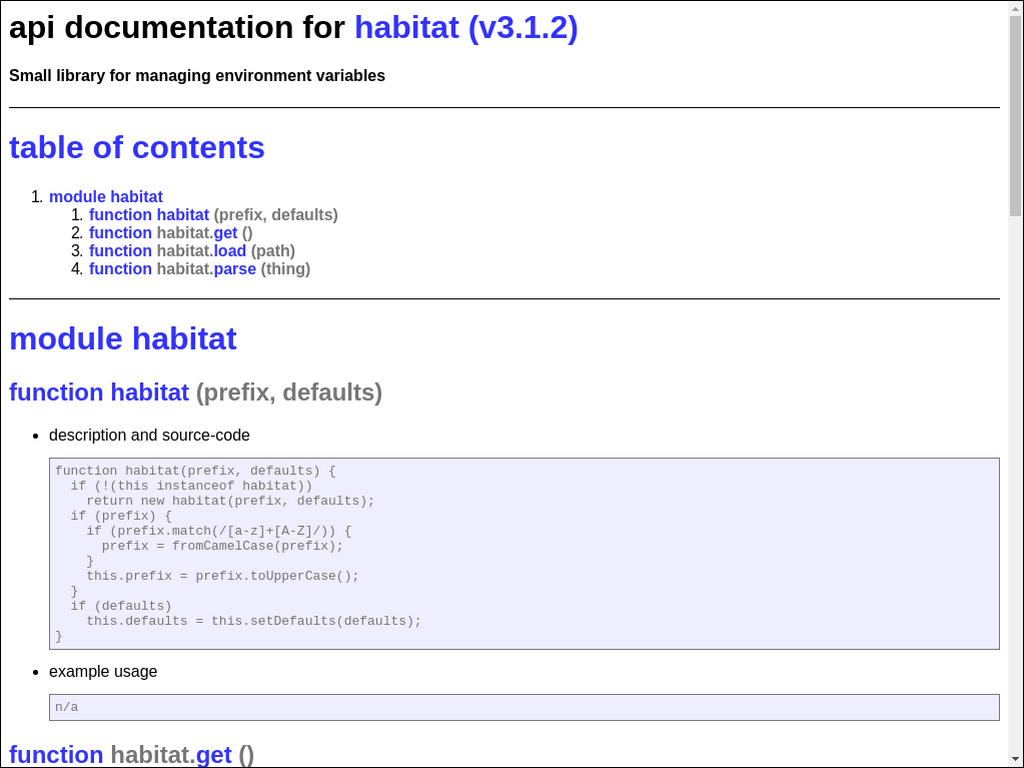 api documentation for habitat (v3.1.2)
Small library for managing environment variables
table of contents
1. module habitat
1. function habitat (prefix, defaults)
2. function habitat.get ()
3. function habitat.load (path)
4. function habitat.parse (thing)
module habitat
function habitat (prefix, defaults)
• description and source-code
function habitat(prefix, defaults) {
  if (!(this instanceof habitat))
    return new habitat(prefix, defaults);
  if (prefix) {
    if (prefix.match(/[a-z]+[A-Z]/)) {
      prefix = fromCamelCase(prefix);
    }
    this.prefix = prefix.toUpperCase();
  }
  if (defaults)
    this.defaults = this.setDefaults(defaults);
}
• example usage
n/a
function habitat.get ()